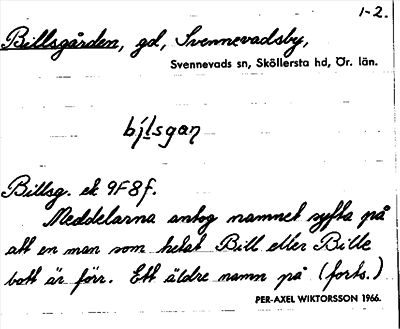 1-2.
Billsgården, gd, Svennevadsby,
Svennevads sn, Sköllersta hd, Ör. län.
bilsgaɳ
Billsg. ek 9F8f.
Meddelarna antog namnet syfta på
att en man som hetat Bill eller Bille
bott är förr. Ett äldre namn på (forts.)
PER-AXEL WIKTORSSON 1966.